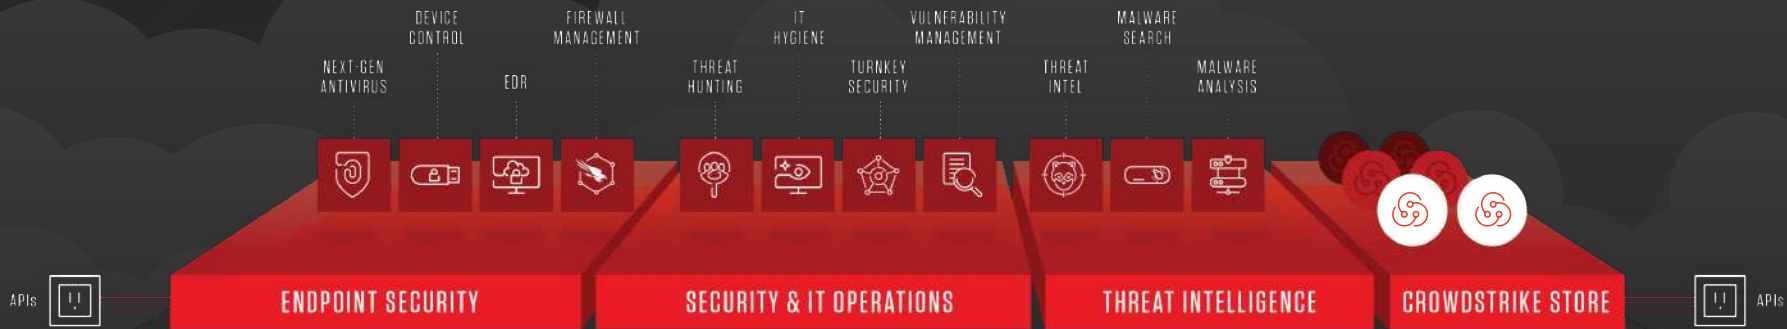 DEVICE
CONTROL
FIREWALL
MANAGEMENT
IT
HYGIENE
VULNERABILITY
MANAGEMENT
MALWARE
SEARCH
NEXT-GEN
ANTIVIRUS
EDR
THREAT
HUNTING
TURNKEY
SECURITY
THREAT
INTEL
MALWARE
ANALYSIS
APIs
ENDPOINT SECURITY
SECURITY & IT OPERATIONS
THREAT INTELLIGENCE
CROWDSTRIKE STORE
APIs